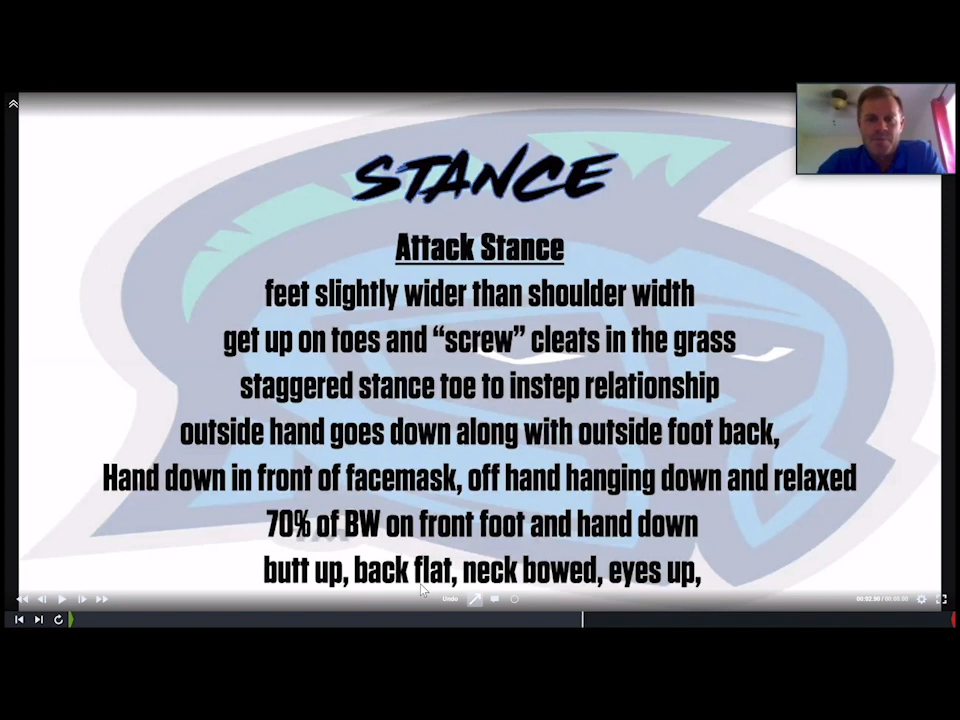 STANCE
Attack Stance
feet slightly wider than shoulder width
get up on toes and “screw” cleats in the grass
staggered stance toe to instep relationship
outside hand goes down along with outside foot back,
Hand down in front of facemask, off hand hanging down and relaxed
70% of BW on front foot and hand down
butt up, back flat, neck bowed, eyes up,
Undo